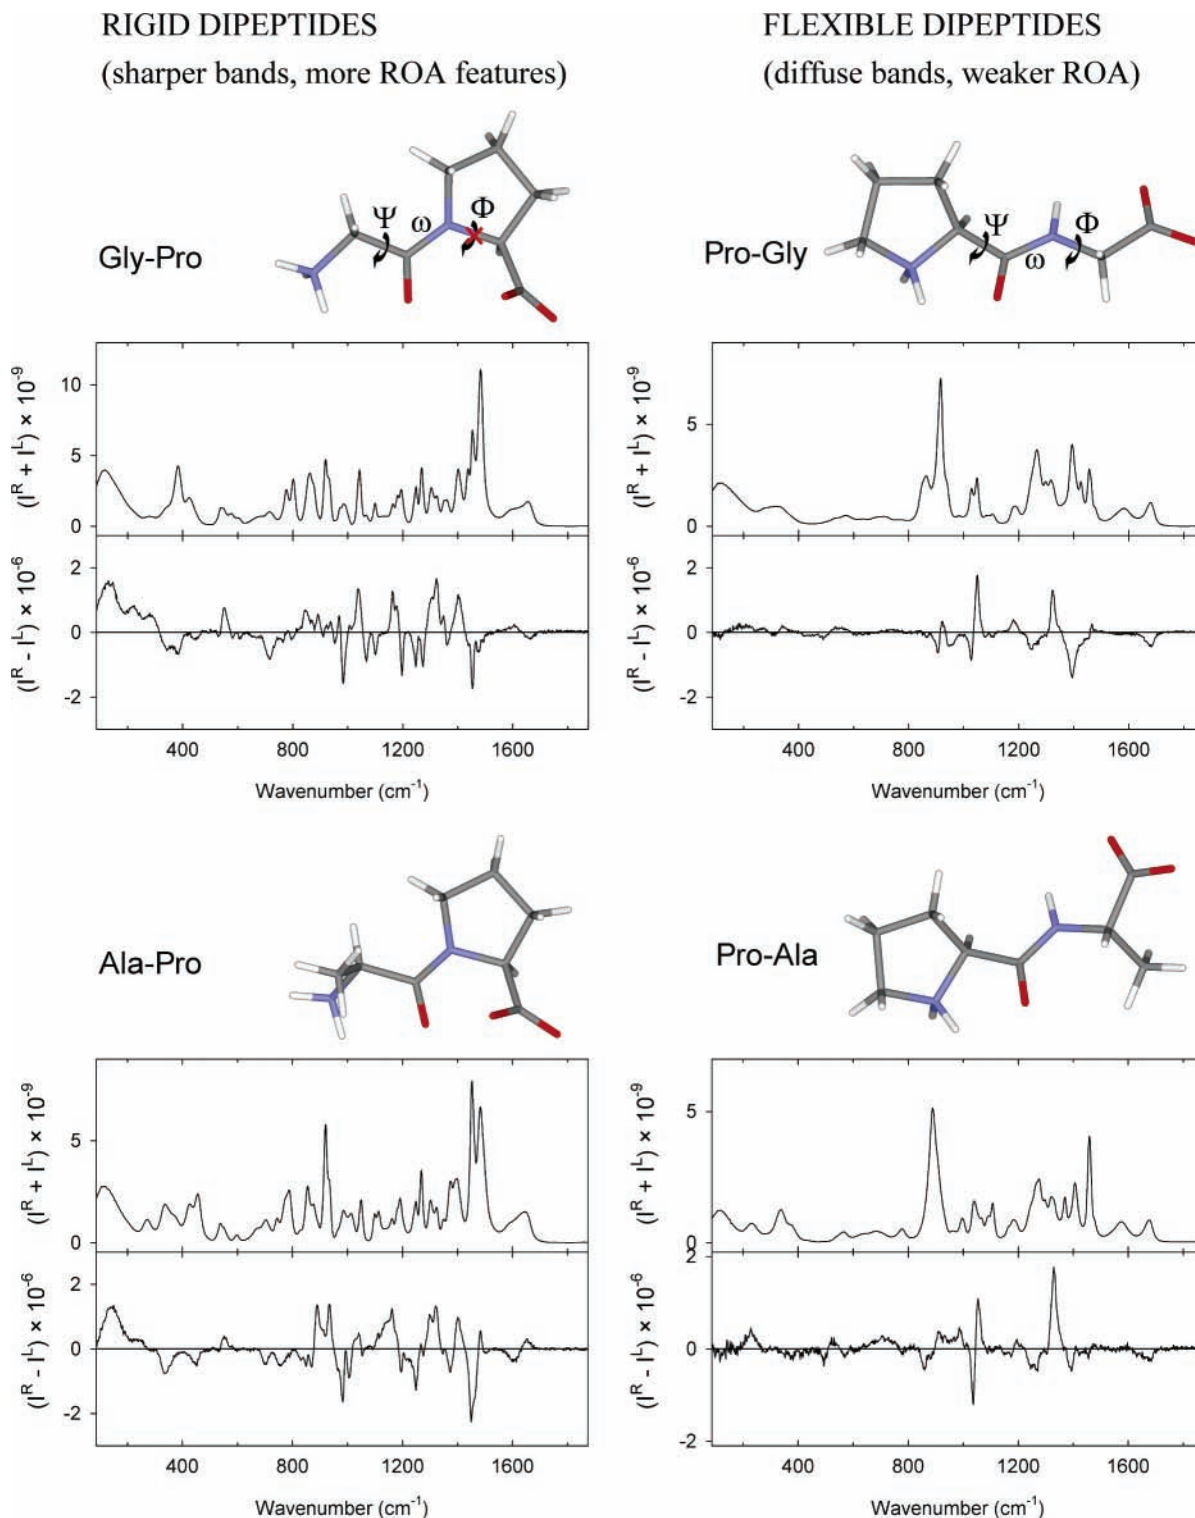 RIGID DIPEPTIDES
(sharper bands, more ROA features)
FLEXIBLE DIPEPTIDES
(diffuse bands, weaker ROA)
Gly-Pro
Ψ
ω
Φ
Pro-Gly
Ψ
ω
Φ
(I^R + I^L) × 10^-9
10
5
0
(I^R - I^L) × 10^-6
2
0
-2
400 800 1200 1600
Wavenumber (cm^-1)
(I^R + I^L) × 10^-9
5
0
(I^R - I^L) × 10^-6
2
0
-2
400 800 1200 1600
Wavenumber (cm^-1)
Ala-Pro
Pro-Ala
(I^R + I^L) × 10^-9
5
0
(I^R - I^L) × 10^-6
2
0
-2
400 800 1200 1600
Wavenumber (cm^-1)
(I^R + I^L) × 10^-9
5
0
(I^R - I^L) × 10^-6
2
0
-2
400 800 1200 1600
Wavenumber (cm^-1)